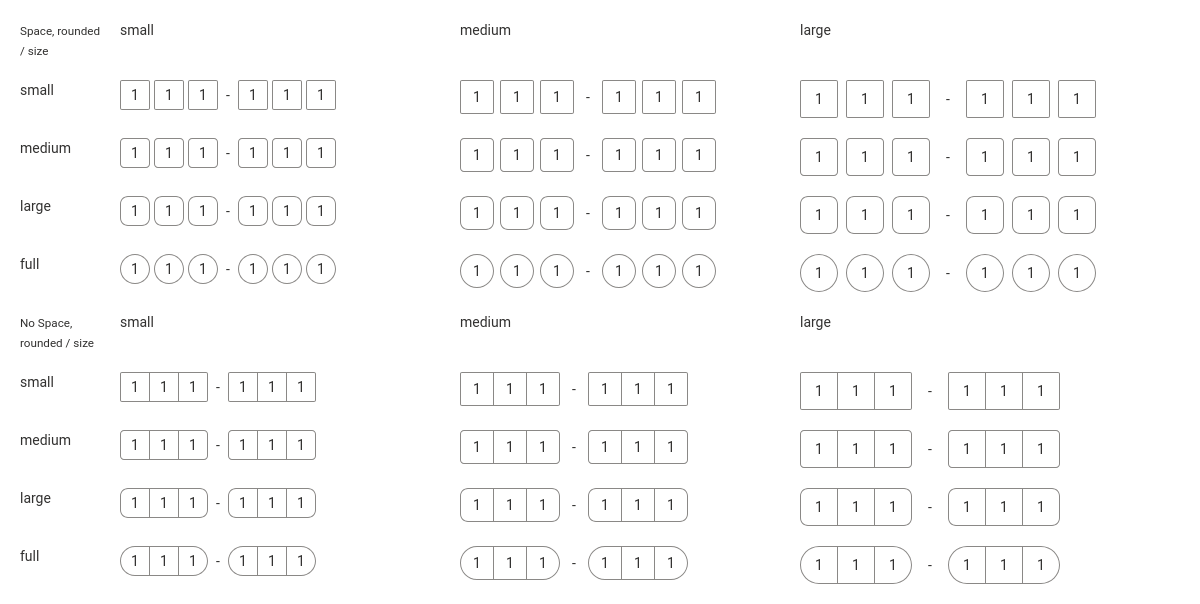 Space, rounded / size small medium large
small 1 1 1 - 1 1 1 1 1 1 - 1 1 1 1 1 1 - 1 1 1
medium 1 1 1 - 1 1 1 1 1 1 - 1 1 1 1 1 1 - 1 1 1
large 1 1 1 - 1 1 1 1 1 1 - 1 1 1 1 1 1 - 1 1 1
full 1 1 1 - 1 1 1 1 1 1 - 1 1 1 1 1 1 - 1 1 1
No Space, rounded / size small medium large
small 1 1 1 - 1 1 1 1 1 1 - 1 1 1 1 1 1 - 1 1 1
medium 1 1 1 - 1 1 1 1 1 1 - 1 1 1 1 1 1 - 1 1 1
large 1 1 1 - 1 1 1 1 1 1 - 1 1 1 1 1 1 - 1 1 1
full 1 1 1 - 1 1 1 1 1 1 - 1 1 1 1 1 1 - 1 1 1